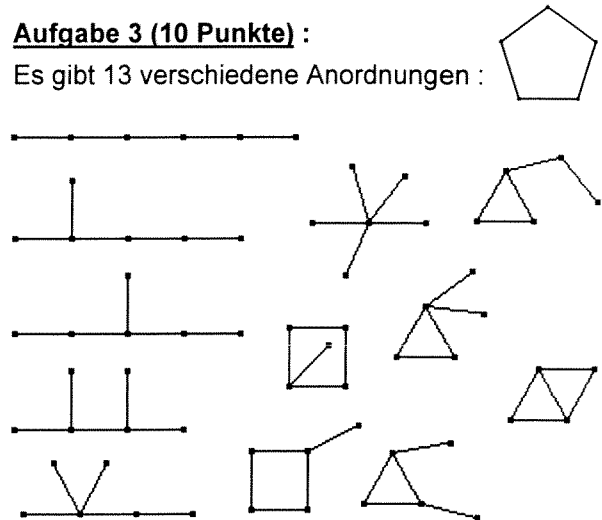 Aufgabe 3 (10 Punkte) :
Es gibt 13 verschiedene Anordnungen :